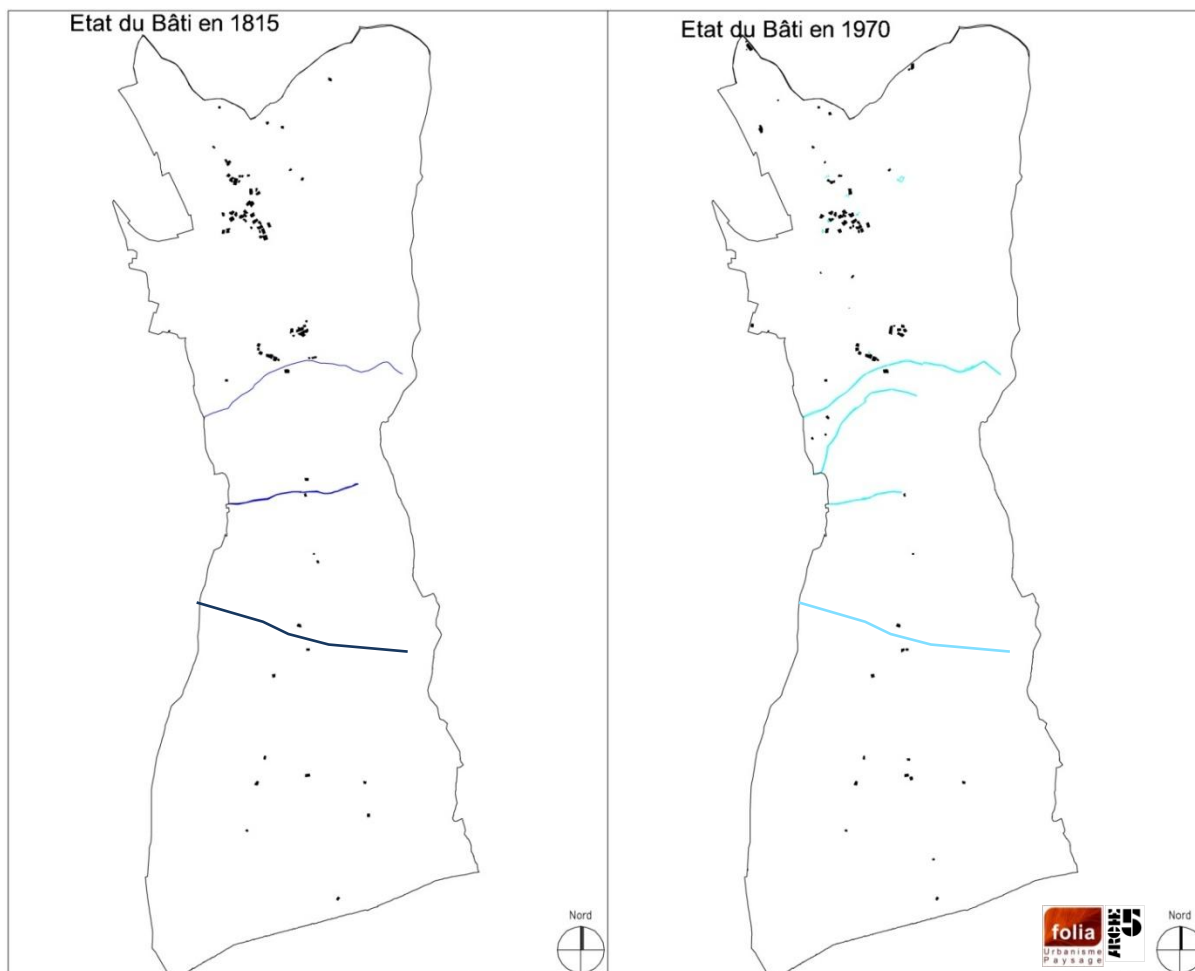 Etat du Bâti en 1815
Etat du Bâti en 1970
Nord
folia
Urbanisme
Paysage
ARCHE
5
Nord